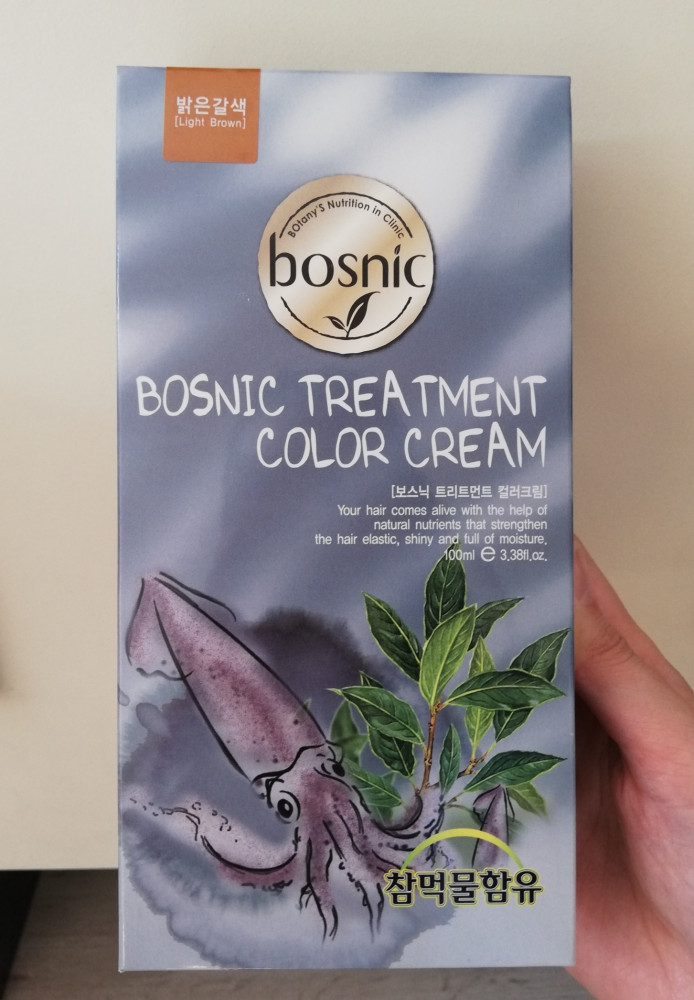 밝은갈색
[Light Brown]
BOtany'S Nutrition in Clinic
bosnic
BOSNIC TREATMENT
COLOR CREAM
[보스닉 트리트먼트 컬러크림]
Your hair comes alive with the help of
natural nutrients that strengthen
the hair elastic, shiny and full of moisture.
100ml e 3.38fl.oz.
참먹물함유